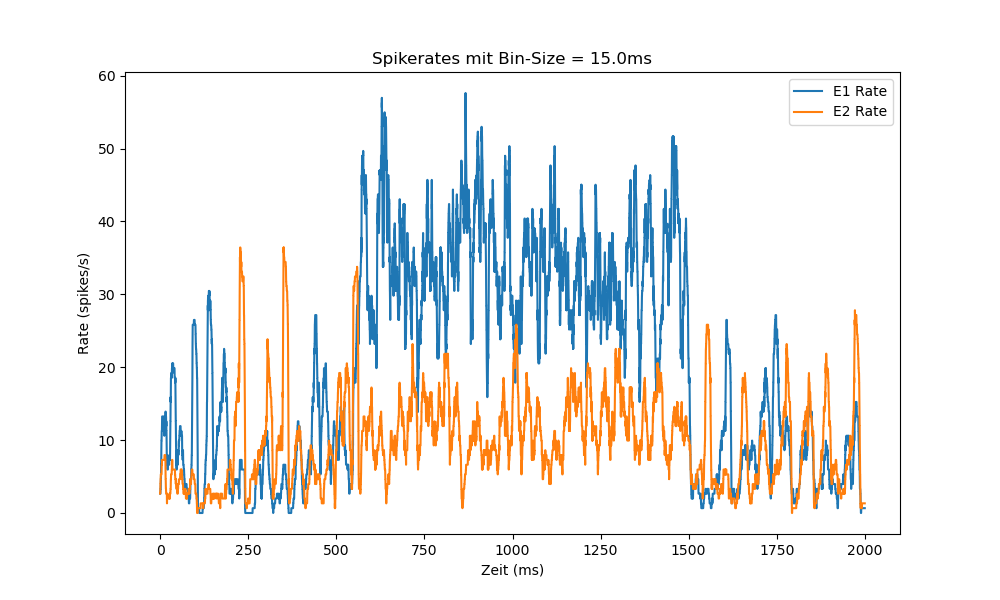 Spikerates mit Bin-Size = 15.0ms
E1 Rate
E2 Rate
60
50
40
30
20
10
0
Rate (spikes/s)
0 250 500 750 1000 1250 1500 1750 2000
Zeit (ms)